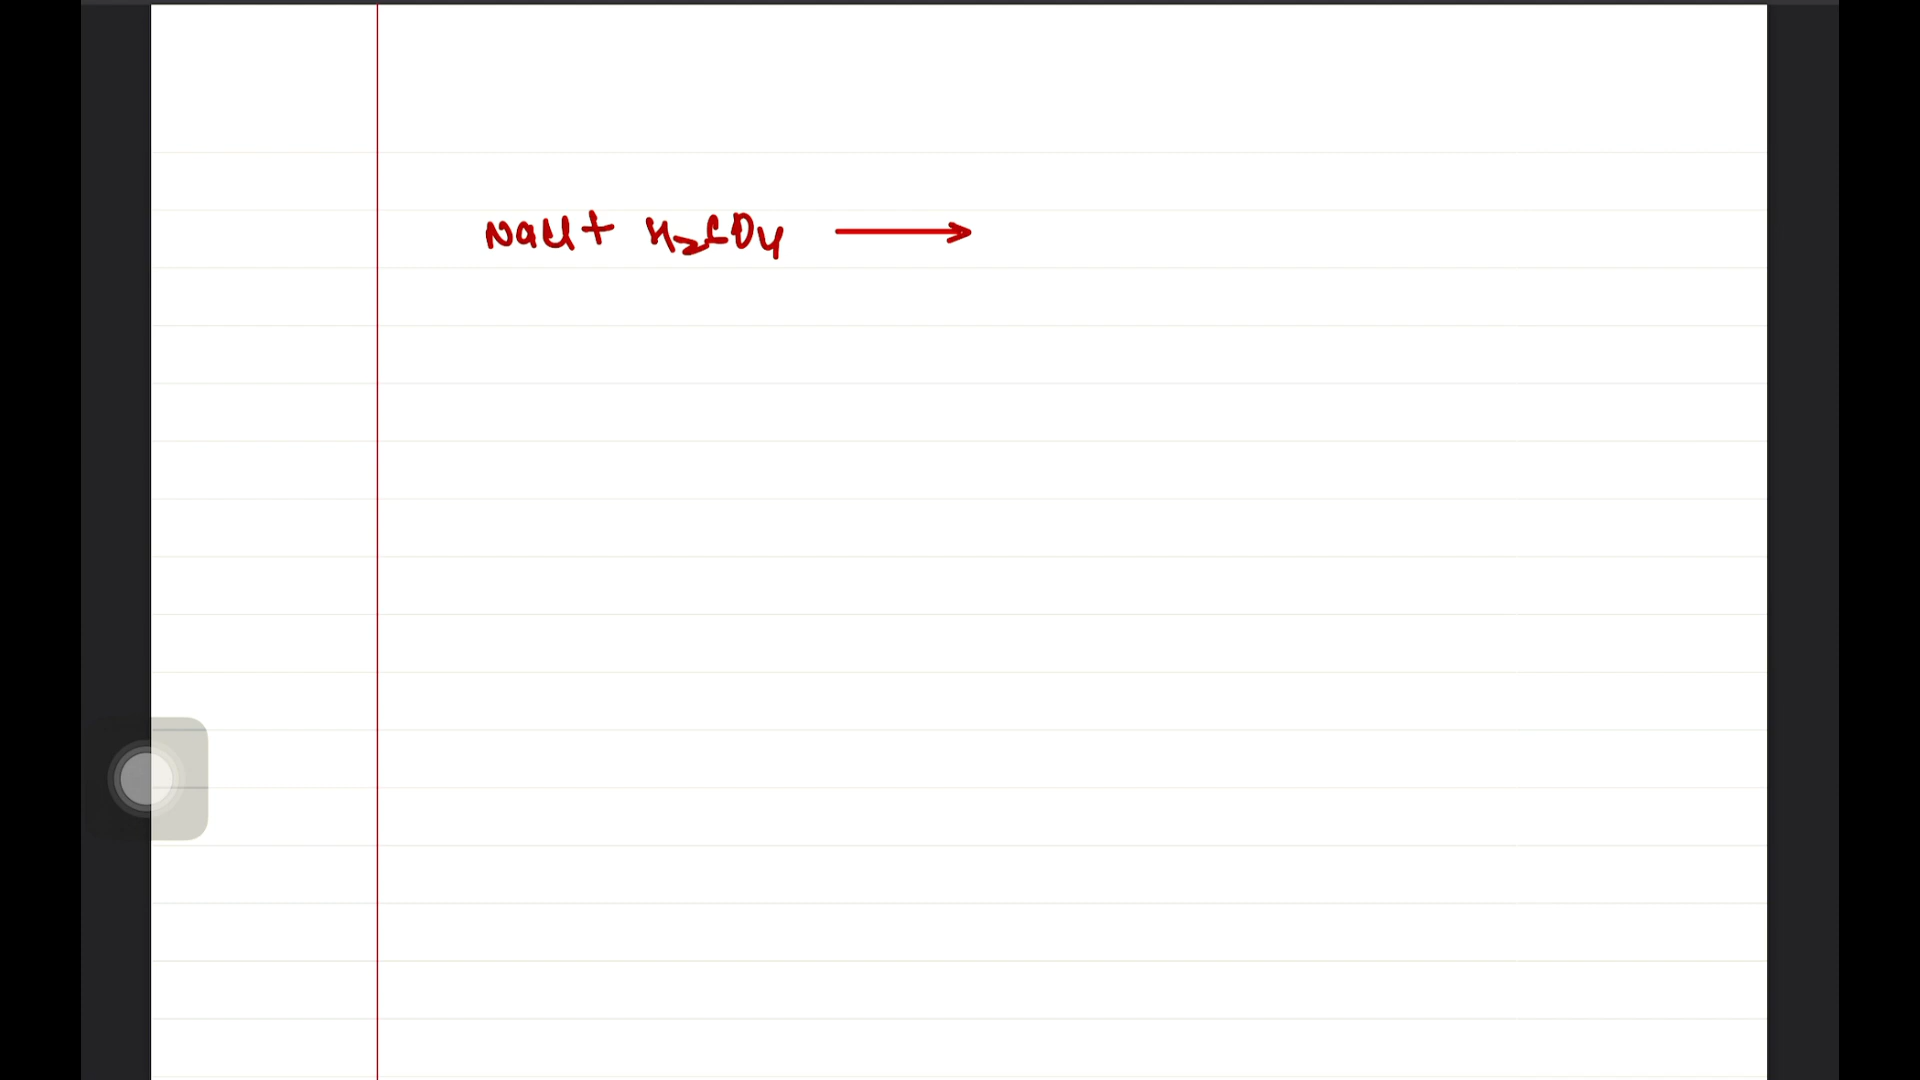 NaCl + H₂SO₄ ⟶